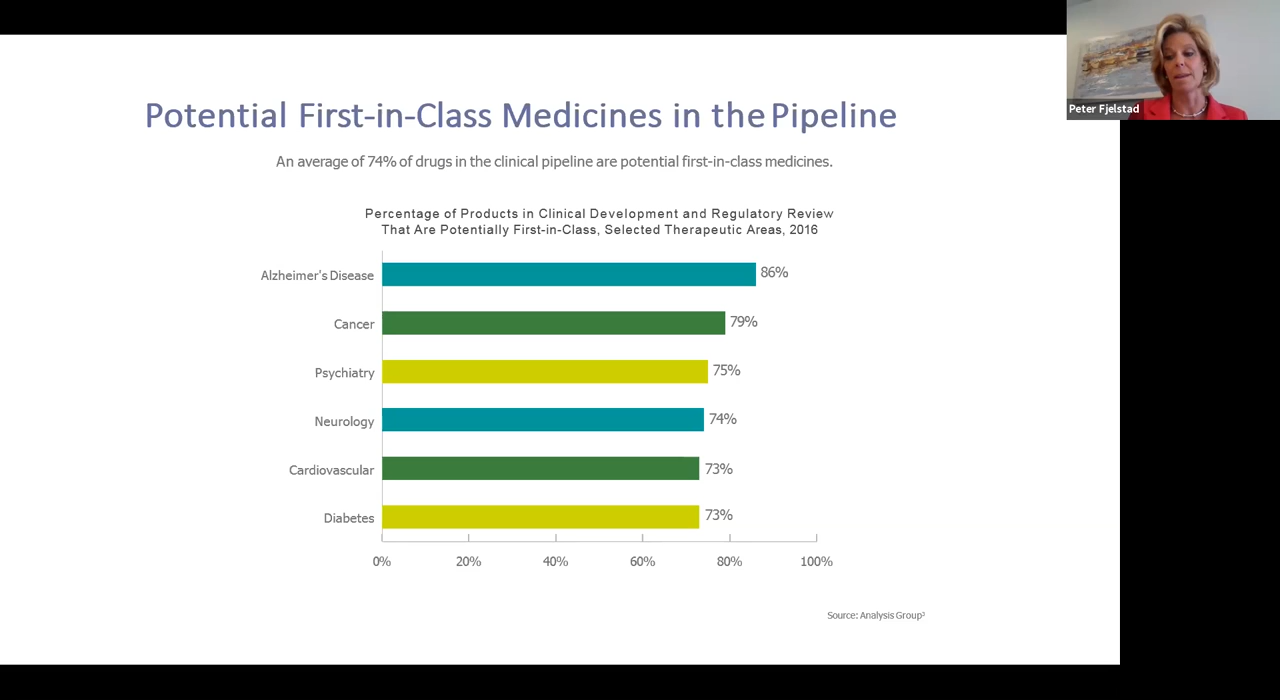 Potential First-in-Class Medicines in the Pipeline
An average of 74% of drugs in the clinical pipeline are potential first-in-class medicines.
Percentage of Products in Clinical Development and Regulatory Review
That Are Potentially First-in-Class, Selected Therapeutic Areas, 2016
Alzheimer's Disease 86%
Cancer 79%
Psychiatry 75%
Neurology 74%
Cardiovascular 73%
Diabetes 73%
0% 20% 40% 60% 80% 100%
Source: Analysis Group³
Peter Fjelstad